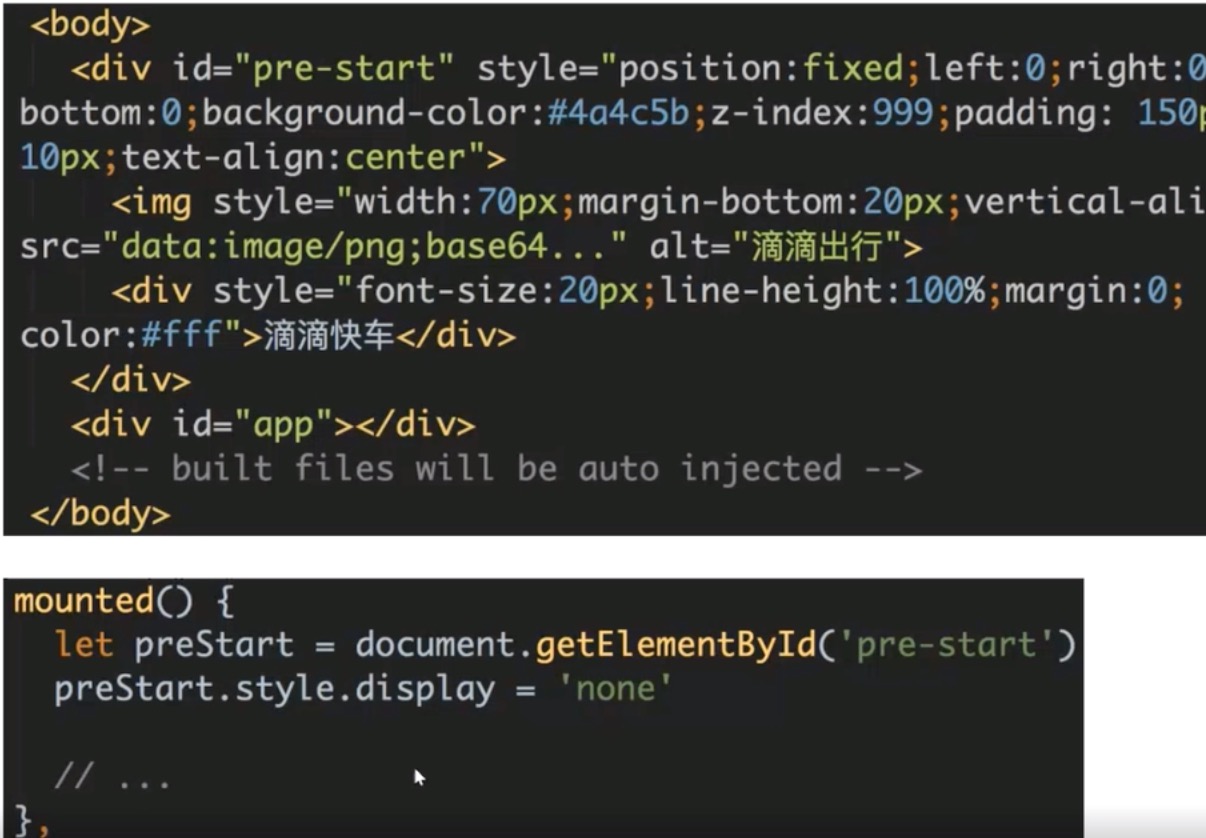 <body>
<div id="pre-start" style="position:fixed;left:0;right:0
bottom:0;background-color:#4a4c5b;z-index:999;padding: 150p
10px;text-align:center">
<img style="width:70px;margin-bottom:20px;vertical-ali
src="data:image/png;base64..." alt="滴滴出行">
<div style="font-size:20px;line-height:100%;margin:0;
color:#fff">滴滴快车</div>
</div>
<div id="app"></div>
<!-- built files will be auto injected -->
</body>
mounted() {
let preStart = document.getElementById('pre-start')
preStart.style.display = 'none'
// ...
},